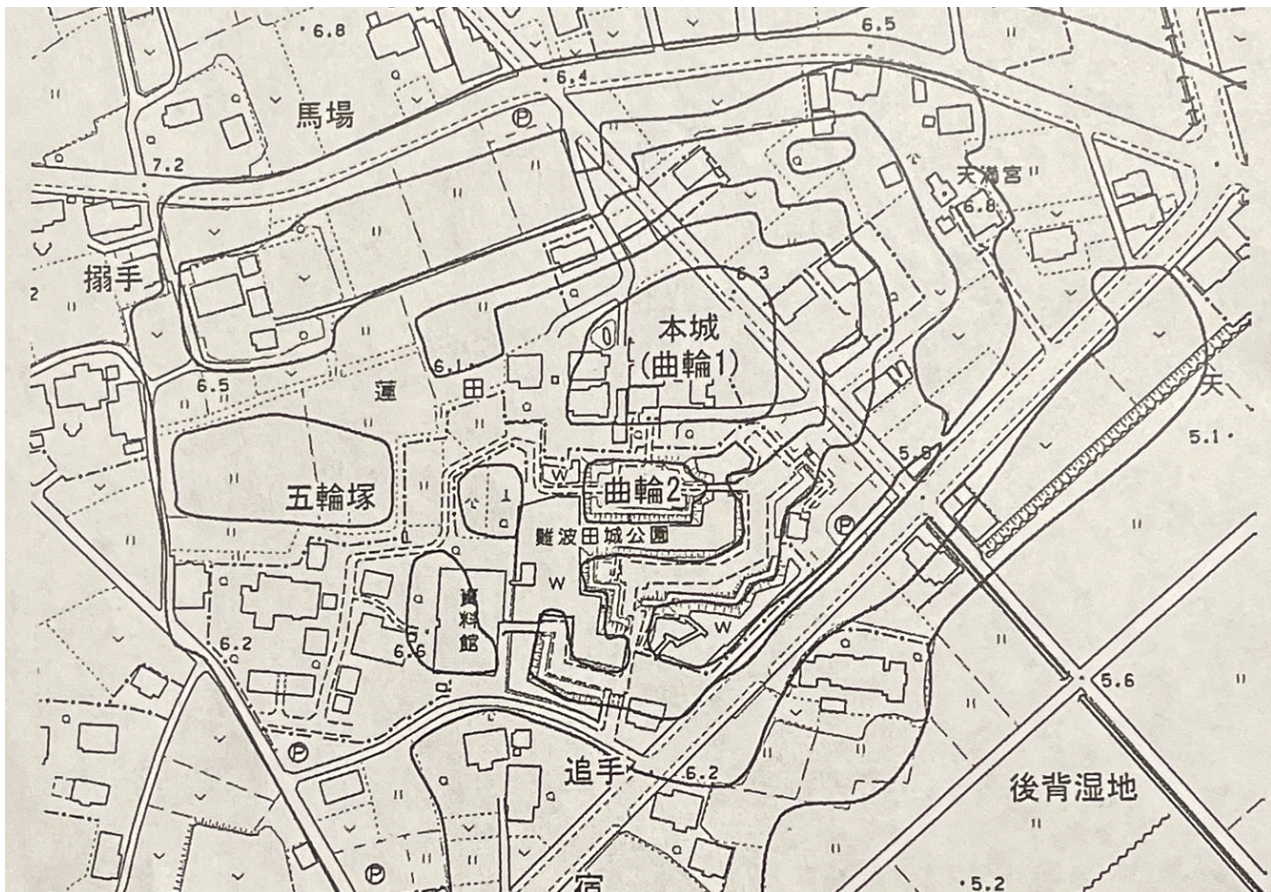 6.8
6.5
6.4
P
馬場
7.2
天満宮
6.8
搦手
2
6.3
本城
(曲輪1)
6.1
6.5
蓮田
矢
5.1
W
曲輪2
五輪塚
難波田城公園
P
W
資料館
W
6.2
6.6
5.6
P
追手
6.2
後背湿地
P
宿
5.2